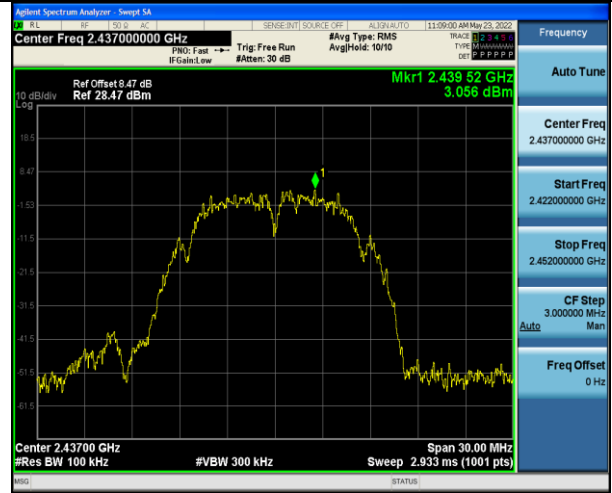 Agilent Spectrum Analyzer - Swept SA
RL RF 50 Ω AC SENSE:INT SOURCE OFF ALIGN AUTO 11:09:00 AM May 23, 2022
Center Freq 2.437000000 GHz
PNO: Fast
IFGain:Low
Trig: Free Run
#Atten: 30 dB
#Avg Type: RMS
Avg|Hold: 10/10
TRACE 1 2 3 4 5 6
TYPE M
DET P P P P P P
Frequency
Mkr1 2.439 52 GHz
3.056 dBm
Ref Offset 8.47 dB
Ref 28.47 dBm
10 dB/div
Log
18.5
8.47
-1.53
-11.5
-21.5
-31.5
-41.5
-51.5
-61.5
1
Center 2.43700 GHz
Span 30.00 MHz
#Res BW 100 kHz
#VBW 300 kHz
Sweep 2.933 ms (1001 pts)
MSG
STATUS
Auto Tune
Center Freq
2.437000000 GHz
Start Freq
2.422000000 GHz
Stop Freq
2.452000000 GHz
CF Step
3.000000 MHz
Auto Man
Freq Offset
0 Hz